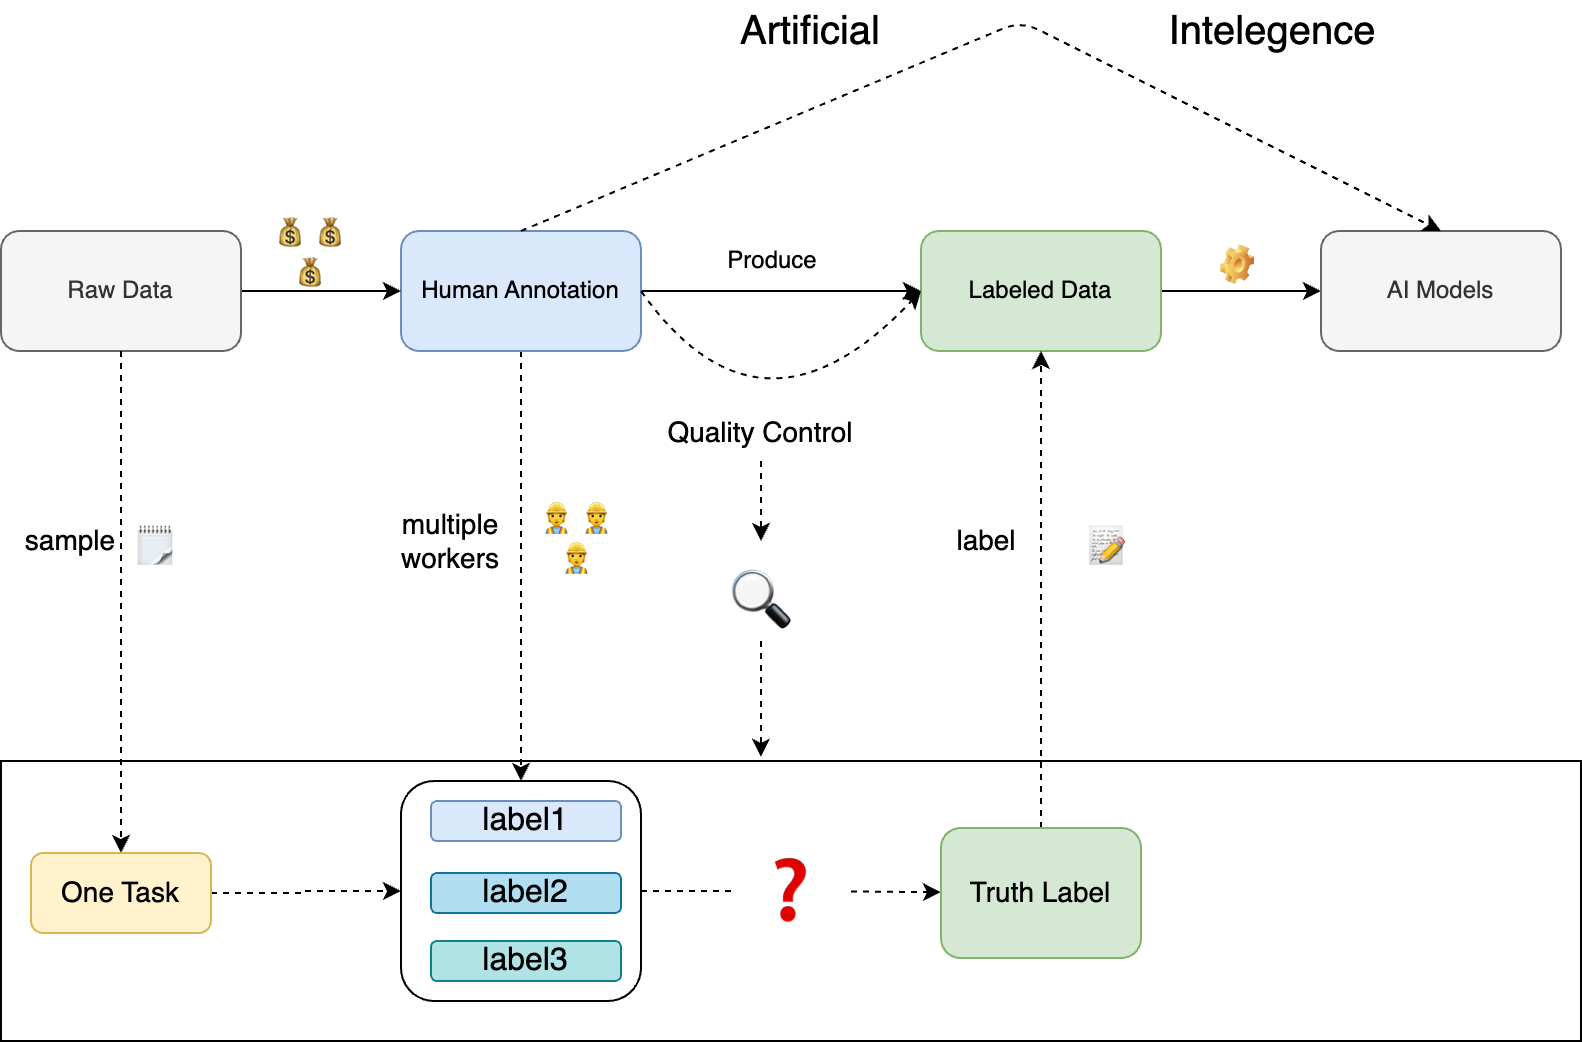 Artificial
Intelegence
Raw Data
Human Annotation
Produce
Labeled Data
AI Models
Quality Control
sample
multiple
workers
label
label1
label2
label3
One Task
Truth Label